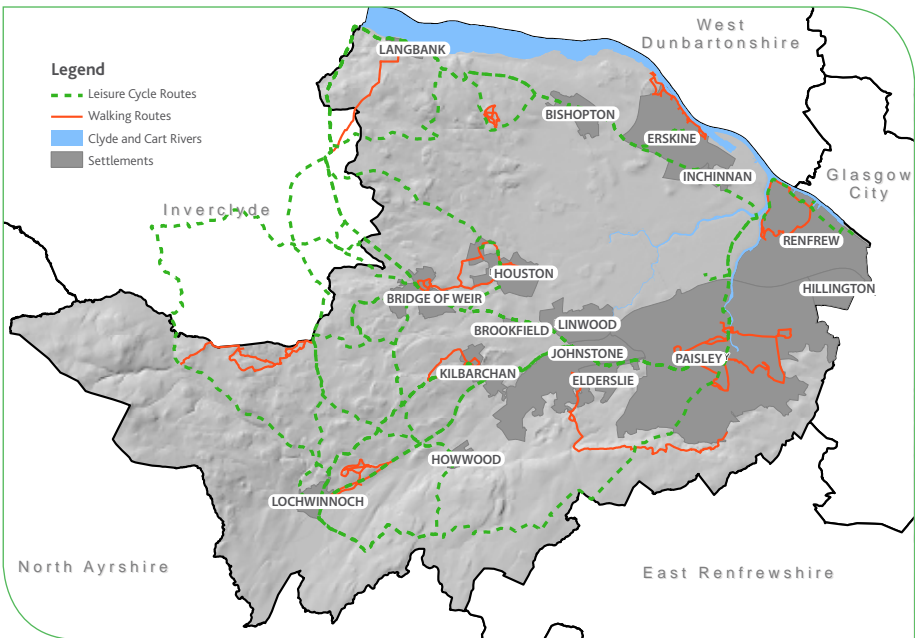 West
Dunbartonshire
LANGBANK
Legend
Leisure Cycle Routes
Walking Routes
Clyde and Cart Rivers
Settlements
BISHOPTON
ERSKINE
INCHINNAN
Glasgow
City
Inverclyde
RENFREW
HOUSTON
HILLINGTON
BRIDGE OF WEIR
BROOKFIELD
LINWOOD
JOHNSTONE
PAISLEY
KILBARCHAN
ELDERSLIE
HOWWOOD
LOCHWINNOCH
North Ayrshire
East Renfrewshire